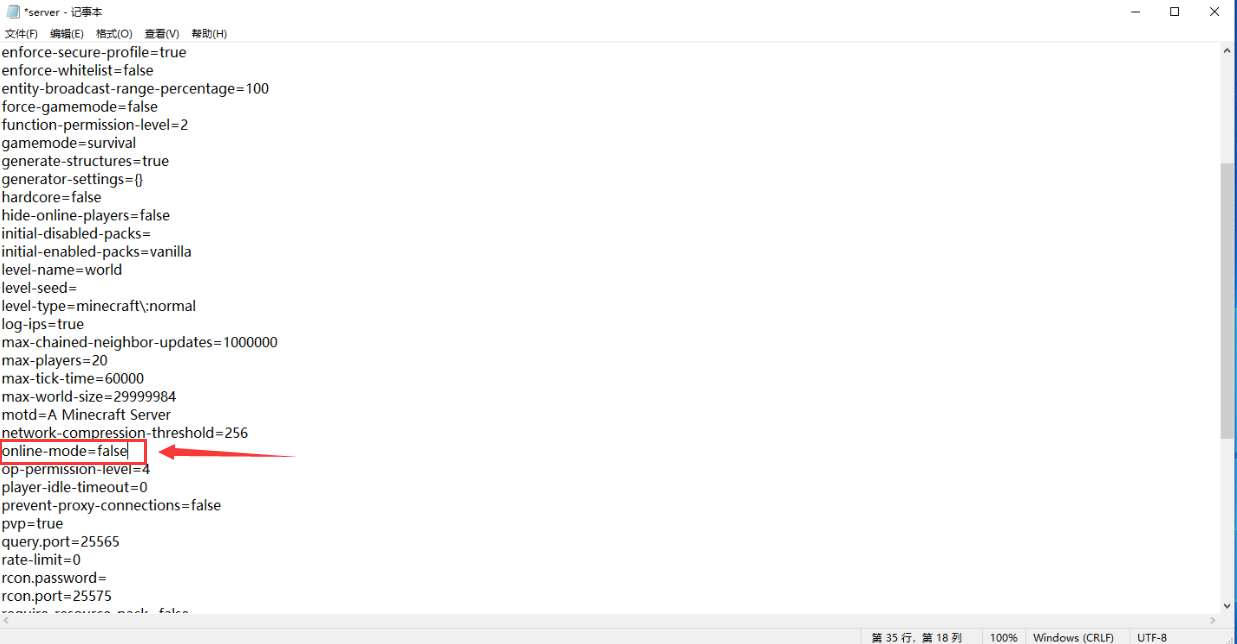 *server - 记事本
文件(F) 编辑(E) 格式(O) 查看(V) 帮助(H)
enforce-secure-profile=true
enforce-whitelist=false
entity-broadcast-range-percentage=100
force-gamemode=false
function-permission-level=2
gamemode=survival
generate-structures=true
generator-settings={}
hardcore=false
hide-online-players=false
initial-disabled-packs=
initial-enabled-packs=vanilla
level-name=world
level-seed=
level-type=minecraft\:normal
log-ips=true
max-chained-neighbor-updates=1000000
max-players=20
max-tick-time=60000
max-world-size=29999984
motd=A Minecraft Server
network-compression-threshold=256
online-mode=false
op-permission-level=4
player-idle-timeout=0
prevent-proxy-connections=false
pvp=true
query.port=25565
rate-limit=0
rcon.password=
rcon.port=25575
require-resource-pack=false
第 35 行，第 18 列 100% Windows (CRLF) UTF-8